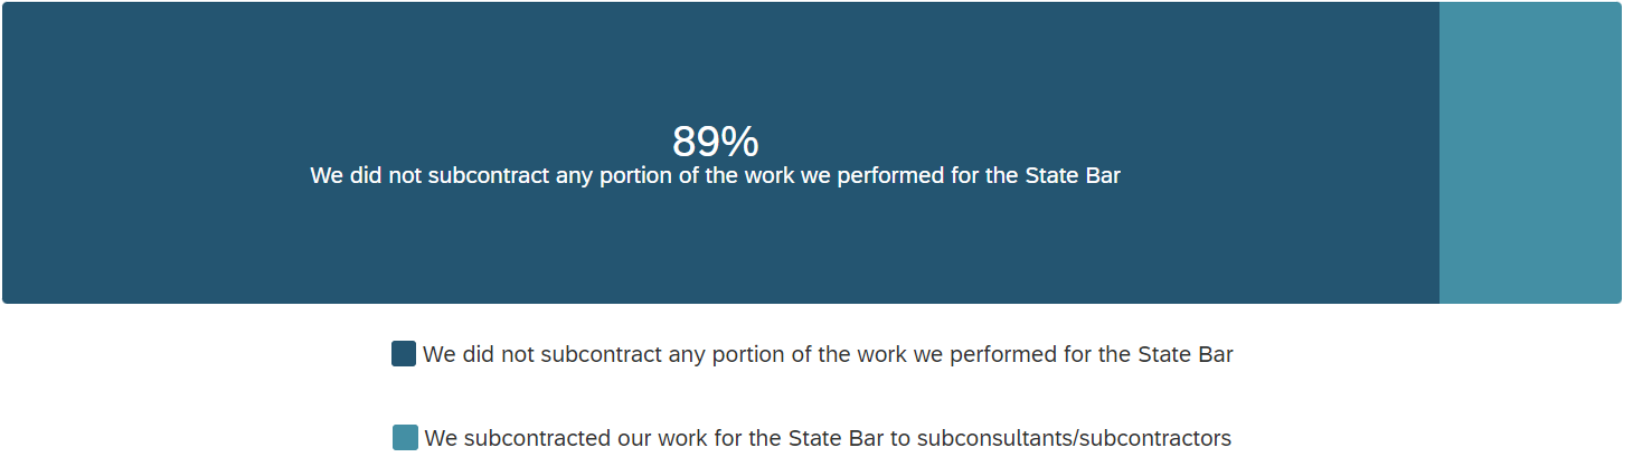 89%
We did not subcontract any portion of the work we performed for the State Bar
We did not subcontract any portion of the work we performed for the State Bar
We subcontracted our work for the State Bar to subconsultants/subcontractors